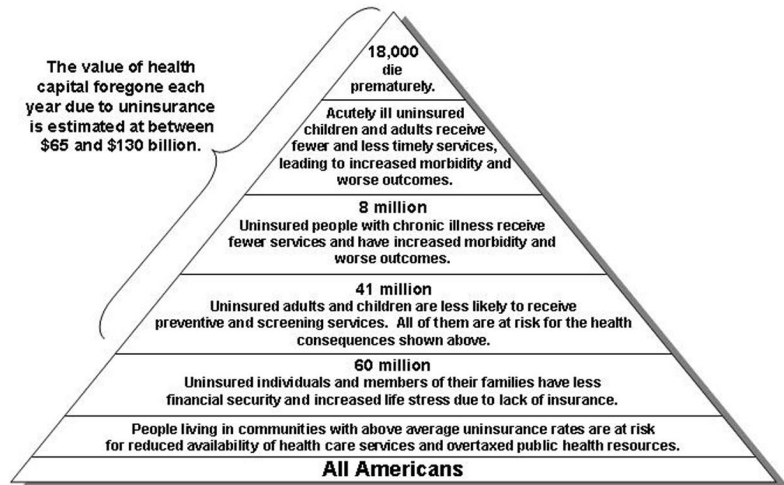 The value of health
capital foregone each
year due to uninsurance
is estimated at between
$65 and $130 billion.
18,000
die
prematurely.
Acutely ill uninsured
children and adults receive
fewer and less timely services,
leading to increased morbidity and
worse outcomes.
8 million
Uninsured people with chronic illness receive
fewer services and have increased morbidity and
worse outcomes.
41 million
Uninsured adults and children are less likely to receive
preventive and screening services. All of them are at risk for the health
consequences shown above.
60 million
Uninsured individuals and members of their families have less
financial security and increased life stress due to lack of insurance.
People living in communities with above average uninsurance rates are at risk
for reduced availability of health care services and overtaxed public health resources.
All Americans